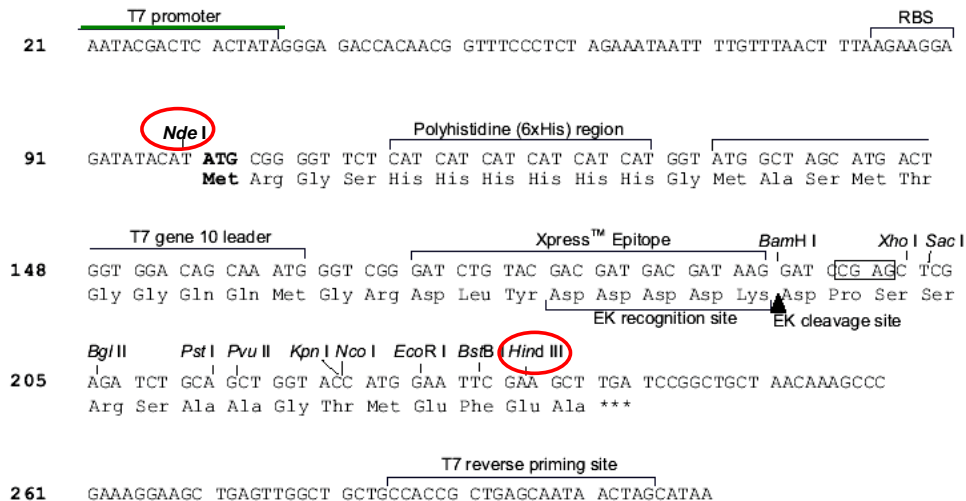 T7 promoter RBS
21 AATACGACTC ACTATAGGGA GACCACAACG GTTTCCCTCT AGAAATAATT TTGTTTAACT TTAAGAAGGA
Nde I Polyhistidine (6xHis) region
91 GATATACAT ATG CGG GGT TCT CAT CAT CAT CAT CAT CAT GGT ATG GCT AGC ATG ACT
Met Arg Gly Ser His His His His His His Gly Met Ala Ser Met Thr
T7 gene 10 leader Xpress™ Epitope BamH I Xho I Sac I
148 GGT GGA CAG CAA ATG GGT CGG GAT CTG TAC GAC GAT GAC GAT AAG GAT CCG AGC TCG
Gly Gly Gln Gln Met Gly Arg Asp Leu Tyr Asp Asp Asp Asp Lys Asp Pro Ser Ser
EK recognition site EK cleavage site
Bgl II Pst I Pvu II Kpn I Nco I EcoR I BstB I Hind III
205 AGA TCT GCA GCT GGT ACC ATG GAA TTC GAA GCT TGA TCCGGCTGCT AACAAAGCCC
Arg Ser Ala Ala Gly Thr Met Glu Phe Glu Ala ***
T7 reverse priming site
261 GAAAGGAAGC TGAGTTGGCT GCTGCCACCG CTGAGCAATA ACTAGCATAA